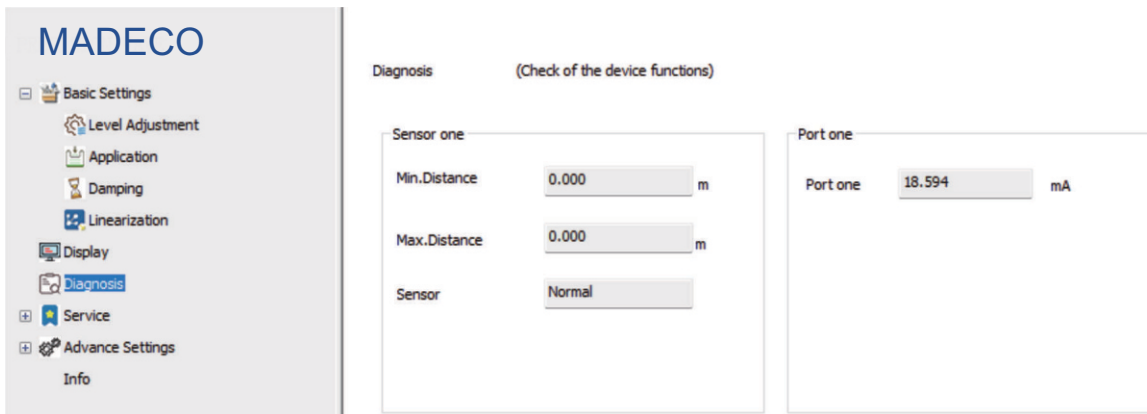 MADECO
Basic Settings
Level Adjustment
Application
Damping
Linearization
Display
Diagnosis
Service
Advance Settings
Info
Diagnosis (Check of the device functions)
Sensor one
Min.Distance 0.000 m
Max.Distance 0.000 m
Sensor Normal
Port one
Port one 18.594 mA